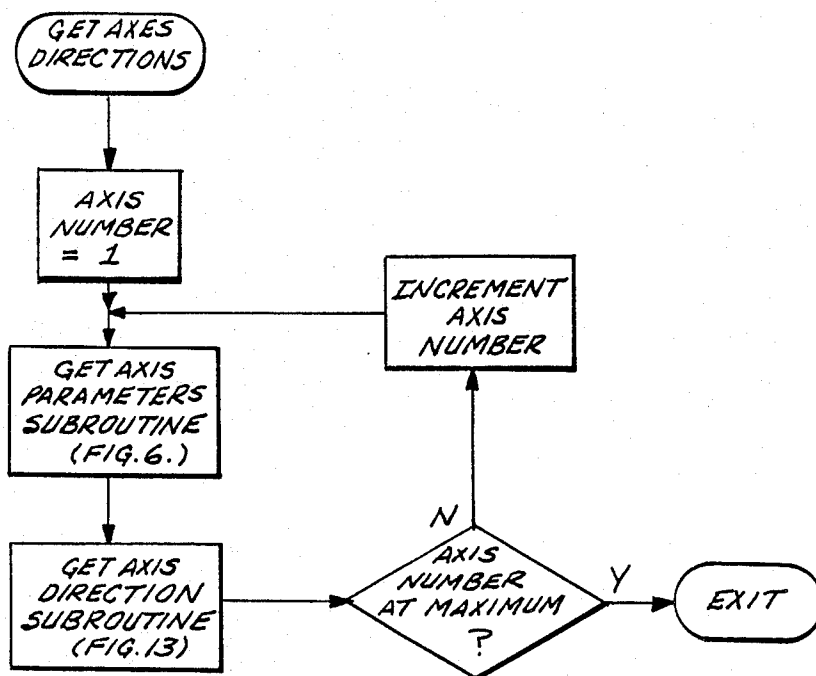 GET AXES
DIRECTIONS
AXIS
NUMBER
= 1
INCREMENT
AXIS
NUMBER
GET AXIS
PARAMETERS
SUBROUTINE
(FIG.6.)
GET AXIS
DIRECTION
SUBROUTINE
(FIG.13)
N
AXIS
NUMBER
AT MAXIMUM
?
Y
EXIT